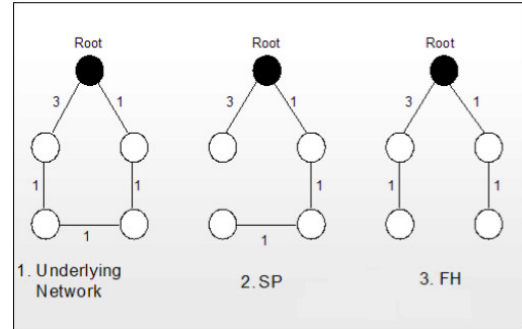 Root
Root
Root
3 1
3 1
3 1
1 1
1
1 1
1
1
1. Underlying
Network
2. SP
3. FH